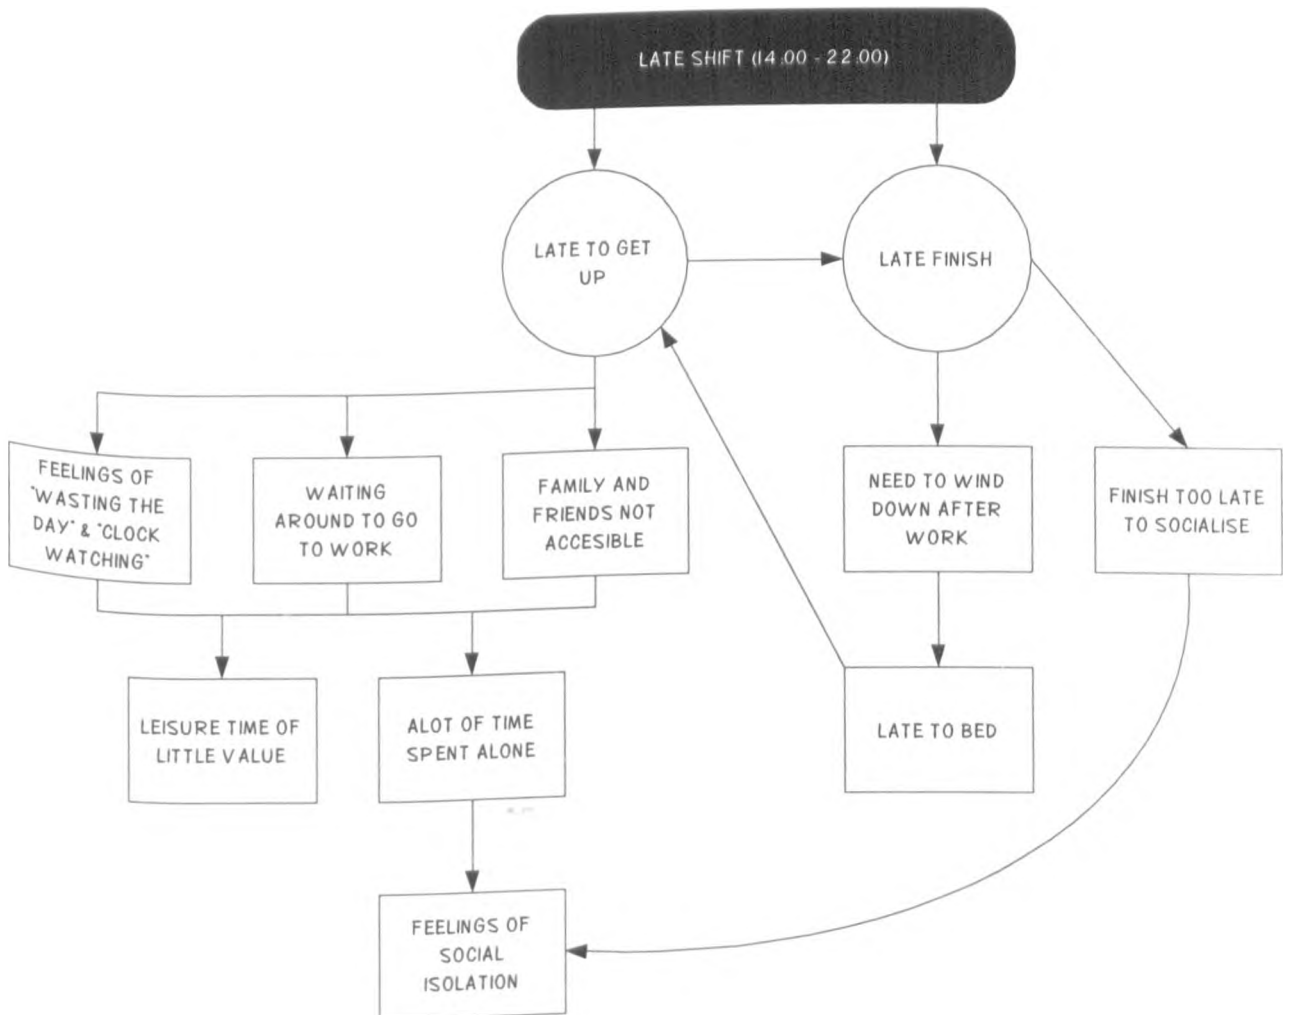 LATE SHIFT (14:00 - 22:00)
LATE TO GET
UP
LATE FINISH
FEELINGS OF
"WASTING THE
DAY" & "CLOCK
WATCHING"
WAITING
AROUND TO GO
TO WORK
FAMILY AND
FRIENDS NOT
ACCESIBLE
NEED TO WIND
DOWN AFTER
WORK
FINISH TOO LATE
TO SOCIALISE
LEISURE TIME OF
LITTLE VALUE
ALOT OF TIME
SPENT ALONE
LATE TO BED
FEELINGS OF
SOCIAL
ISOLATION